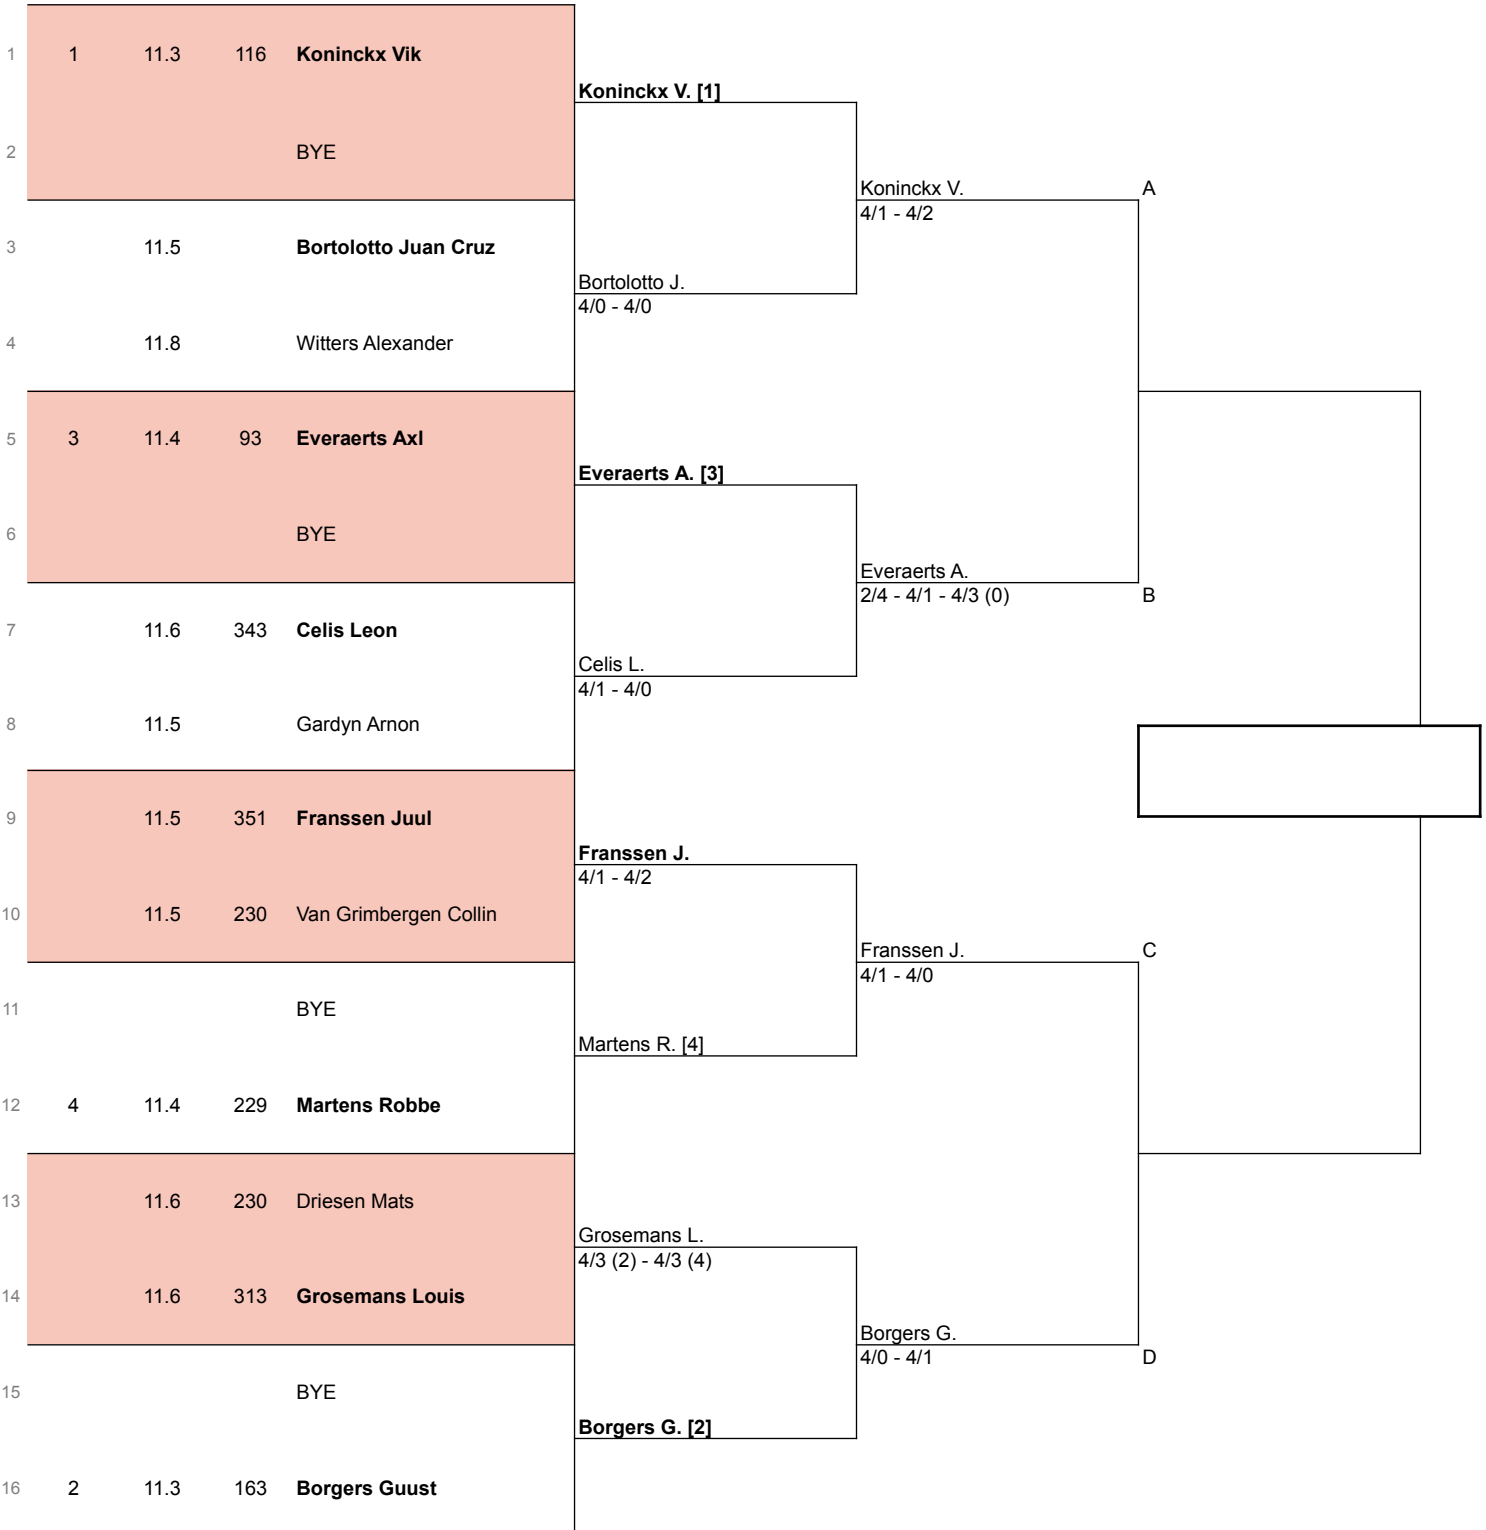 1 1 11.3 116 Koninckx Vik
Koninckx V. [1]
2 BYE
Koninckx V. A
4/1 - 4/2
3 11.5 Bortolotto Juan Cruz
Bortolotto J.
4/0 - 4/0
4 11.8 Witters Alexander
5 3 11.4 93 Everaerts Axl
Everaerts A. [3]
6 BYE
Everaerts A.
2/4 - 4/1 - 4/3 (0) B
7 11.6 343 Celis Leon
Celis L.
4/1 - 4/0
8 11.5 Gardyn Arnon
9 11.5 351 Franssen Juul
Franssen J.
4/1 - 4/2
10 11.5 230 Van Grimbergen Collin
Franssen J. C
4/1 - 4/0
11 BYE
Martens R. [4]
12 4 11.4 229 Martens Robbe
13 11.6 230 Driesen Mats
Grosemans L.
4/3 (2) - 4/3 (4)
14 11.6 313 Grosemans Louis
Borgers G.
4/0 - 4/1 D
15 BYE
Borgers G. [2]
16 2 11.3 163 Borgers Guust